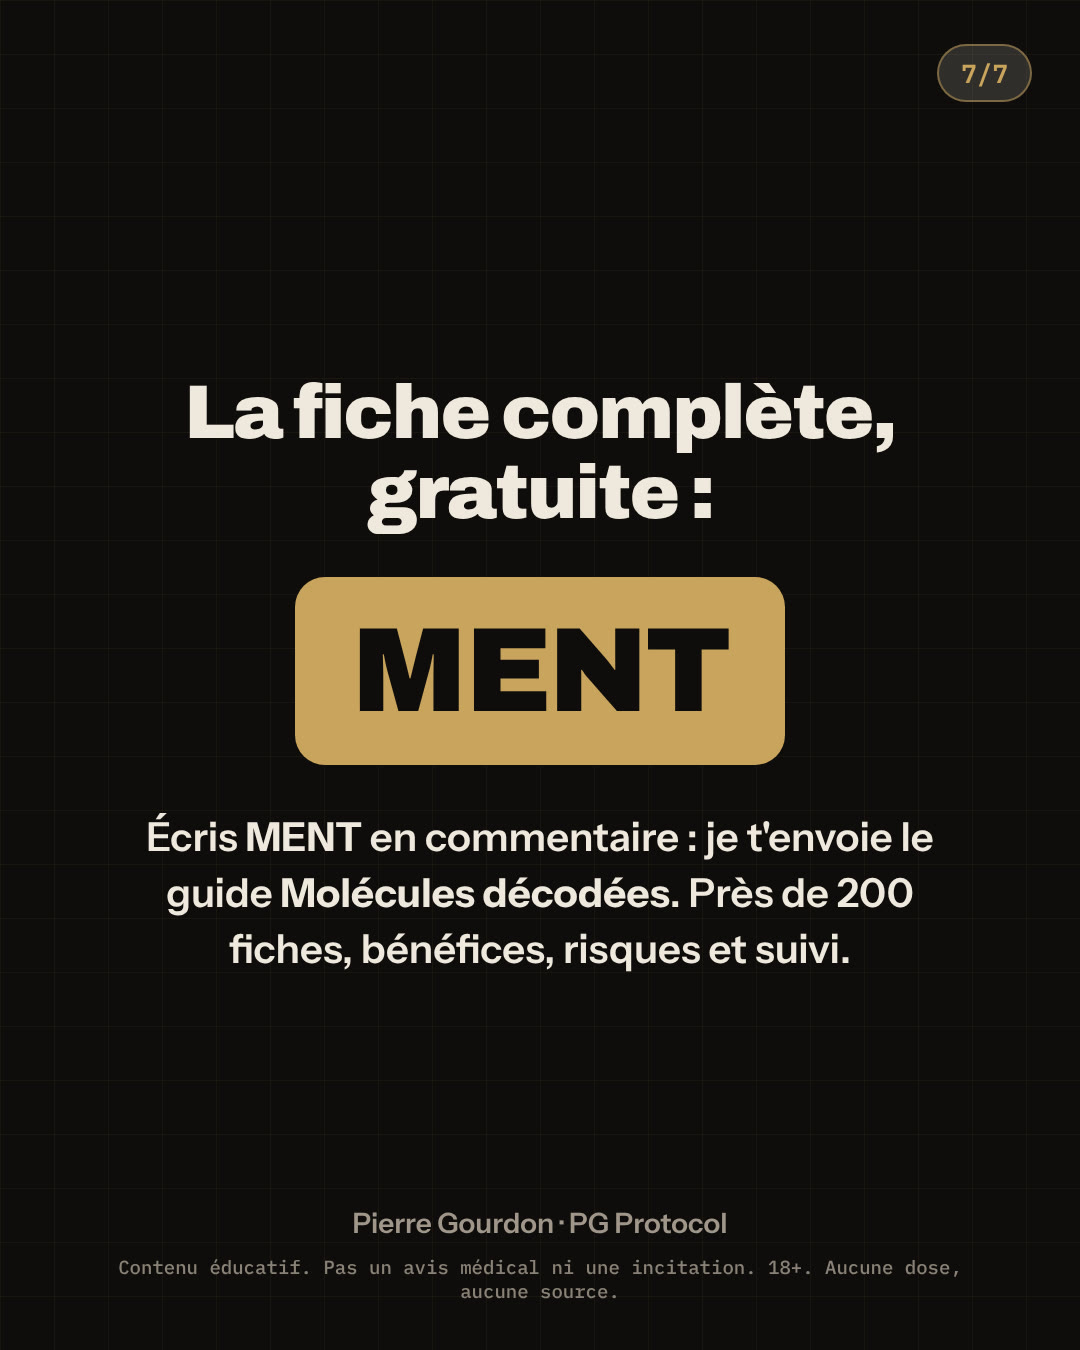 7/7
La fiche complète,
gratuite :
MENT
Écris MENT en commentaire : je t'envoie le
guide Molécules décodées. Près de 200
fiches, bénéfices, risques et suivi.
Pierre Gourdon · PG Protocol
Contenu éducatif. Pas un avis médical ni une incitation. 18+. Aucune dose,
aucune source.